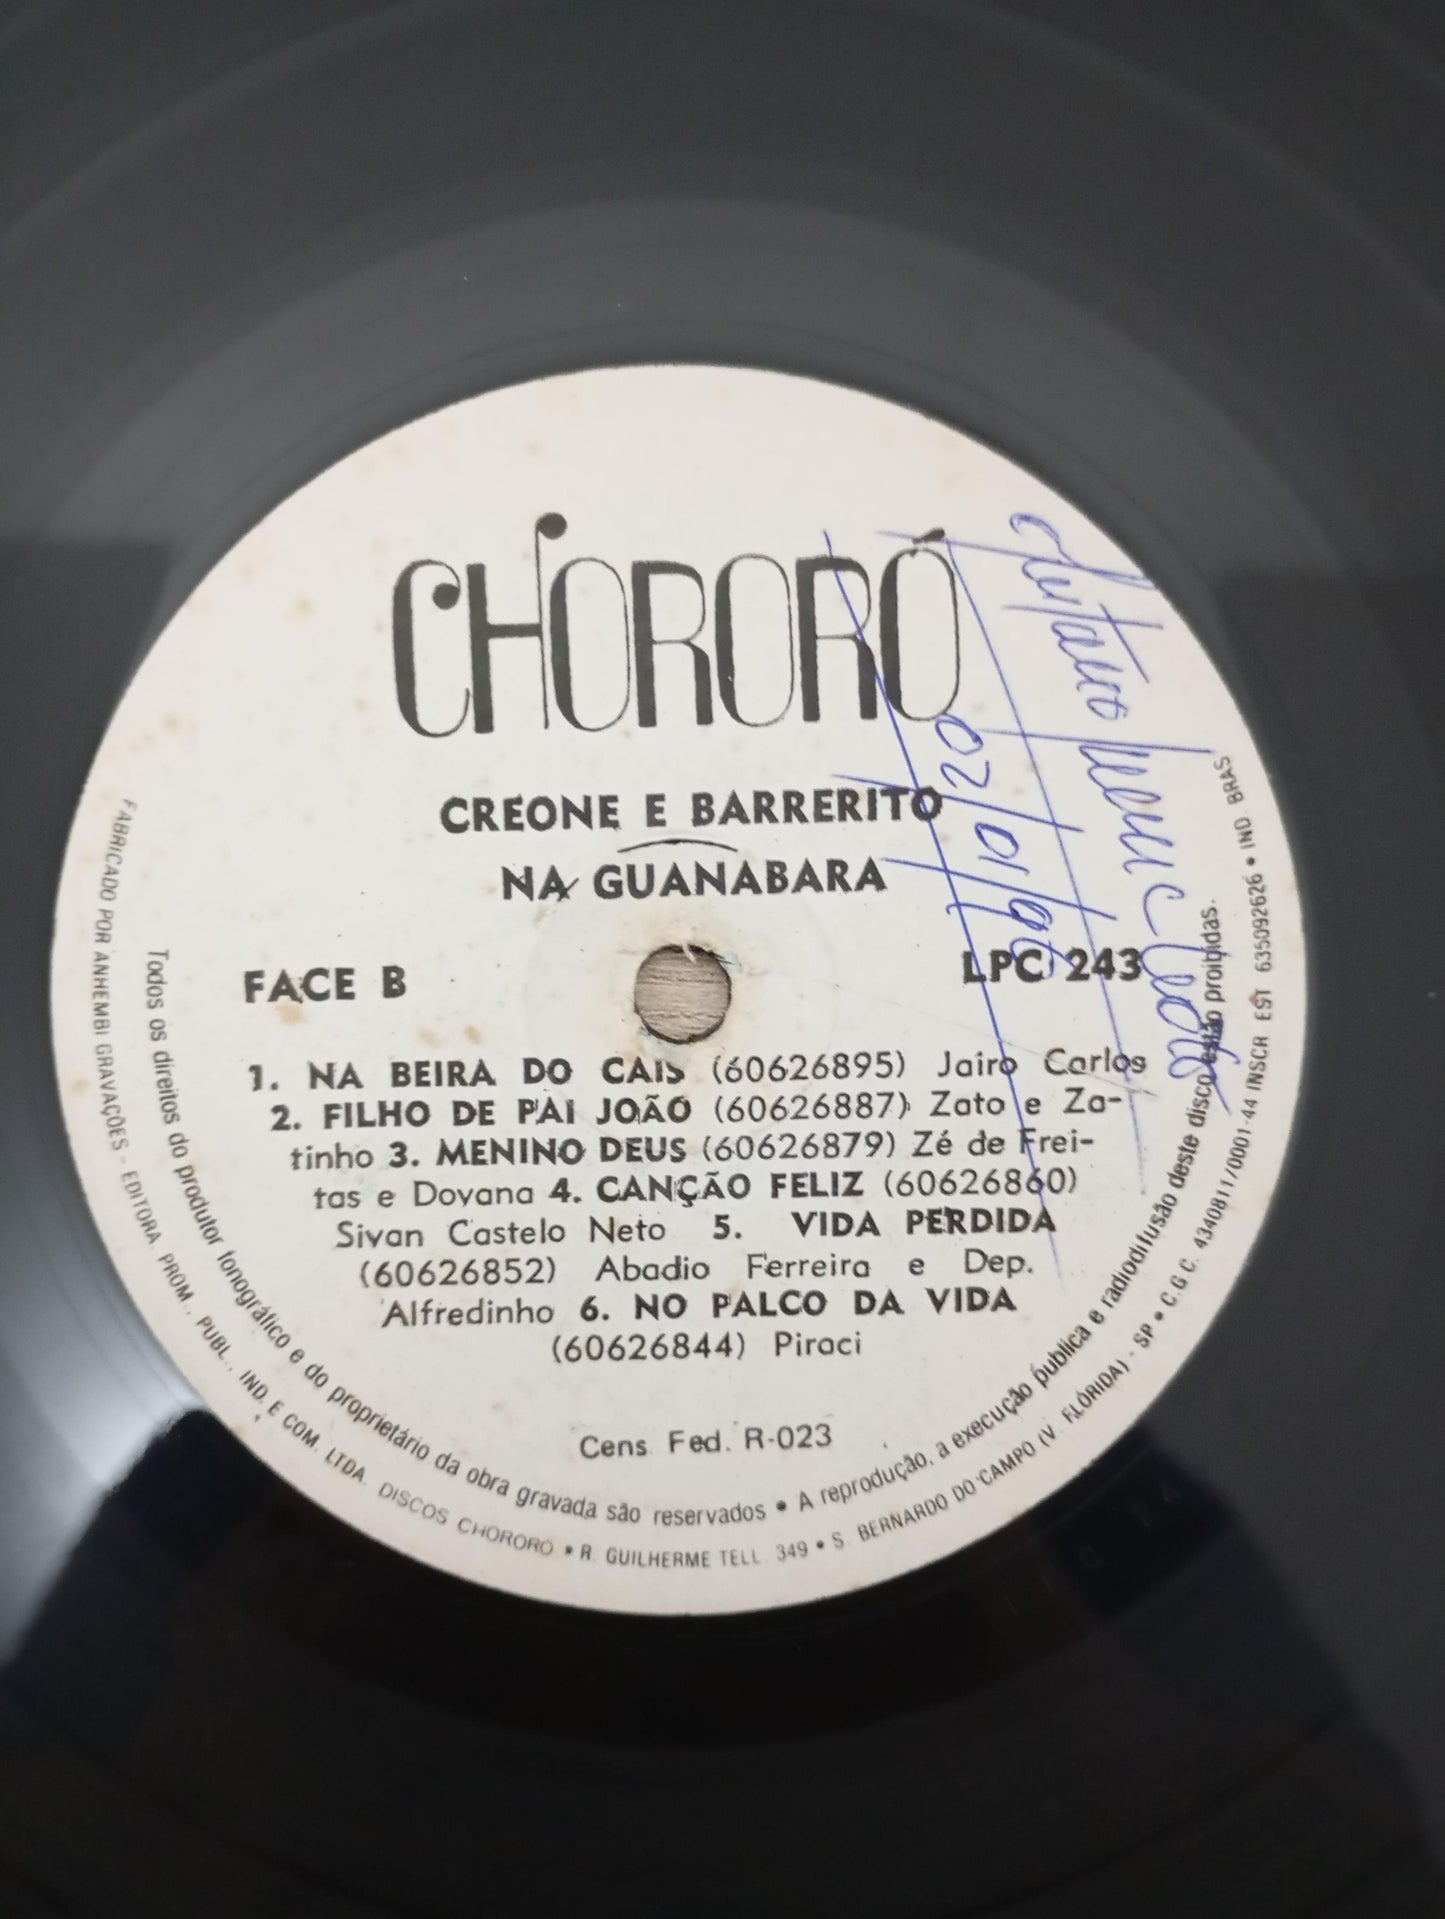 CHORORÓ
CREONE E BARRERITO
NA GUANABARA
FACE B
LPC 243
1. NA BEIRA DO CAIS (60626895) Jairo Carlos
2. FILHO DE PAI JOÃO (60626887) Zato e Za-
tinho 3. MENINO DEUS (60626879) Zé de Frei-
tas e Dovana 4. CANÇÃO FELIZ (60626860)
Sivan Castelo Neto 5. VIDA PERDIDA
(60626852) Abadio Ferreira e Dep.
Alfredinho 6. NO PALCO DA VIDA
(60626844) Piraci
Cens Fed. R-023
Todos os direitos do produtor fonográfico e do proprietário da obra gravada são reservados • A reprodução, a execução pública e radiodifusão deste disco estão proibidas.
FABRICADO POR ANHEMBI GRAVAÇÕES - EDITORA, PROM., PUBL., IND. E COM. LTDA. DISCOS CHORORÓ • R. GUILHERME TELL. 349 • S. BERNARDO DO CAMPO (V. FLÓRIDA) - SP • C.G.C. 4340811/0001-44 INSCR EST 635092626 • IND. BRAS
02/01/96